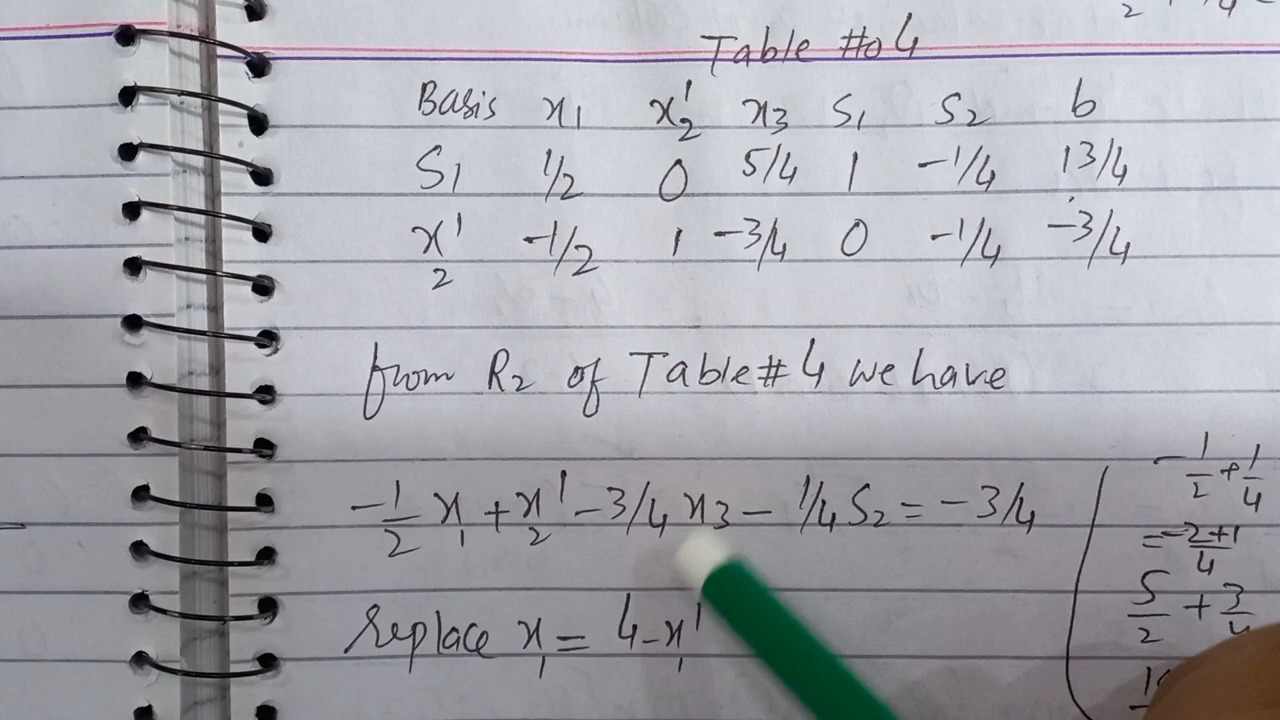 Table #04
Basis x₁ x₂' x₃ S₁ S₂ b
S₁ 1/2 0 5/4 1 -1/4 13/4
x₂' -1/2 1 -3/4 0 -1/4 -3/4
from R₂ of Table#4 we have
-1/2 x₁ + x₂' - 3/4 x₃ - 1/4 S₂ = -3/4
replace x₁ = 4-x₁'
-1/2 + 1/4
= -2+1/4
5/2 + 3/4